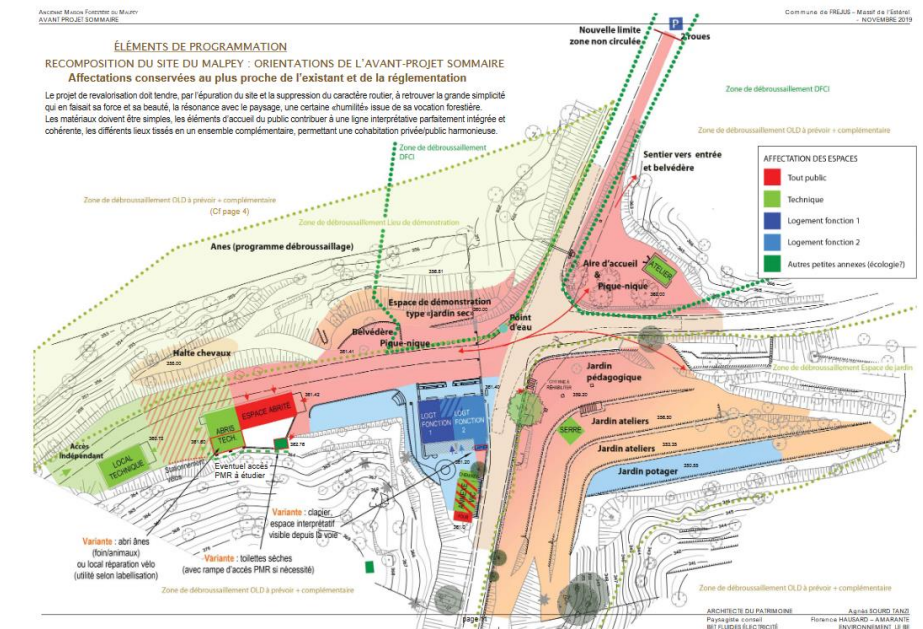 ANCIENNE MAISON FORESTIÈRE DU MALPEY
AVANT PROJET SOMMAIRE
Commune de FREJUS – Massif de l'Estérel
- NOVEMBRE 2019
ÉLÉMENTS DE PROGRAMMATION
RECOMPOSITION DU SITE DU MALPEY : ORIENTATIONS DE L'AVANT-PROJET SOMMAIRE
Affectations conservées au plus proche de l'existant et de la réglementation
Le projet de revalorisation doit tendre, par l'épuration du site et la suppression du caractère routier, à retrouver la grande simplicité
qui en faisait sa force et sa beauté, la résonance avec le paysage, une certaine «humilité» issue de sa vocation forestière.
Les matériaux doivent être simples, les éléments d'accueil du public contribuer à une ligne interprétative parfaitement intégrée et
cohérente, les différents lieux tissés en un ensemble complémentaire, permettant une cohabitation privée/public harmonieuse.
Nouvelle limite
zone non circulée
P
2 roues
Zone de débroussaillement DFCI
Zone de débroussaillement OLD à prévoir + complémentaire
Zone de débroussaillement
DFCI
Sentier vers entrée
et belvédère
AFFECTATION DES ESPACES
Tout public
Technique
Logement fonction 1
Logement fonction 2
Autres petites annexes (écologie?)
Zone de débroussaillement OLD à prévoir + complémentaire
(Cf page 4)
Zone de débroussaillement Lieu de démonstration
Anes (programme débroussaillage)
Aire d'accueil
&
Pique-nique
ATELIER
Espace de démonstration
type «jardin sec»
Belvédère
Pique-nique
Point
d'eau
Halte chevaux
Jardin
pédagogique
Zone de débroussaillement Espace de jardin
ESPACE ABRITÉ
ABRIS
TECH.
LOGT
FONCTION
1
LOGT
FONCTION
2
SERRE
Jardin ateliers
Jardin ateliers
Jardin potager
Accès
indépendant
LOCAL
TECHNIQUE
Stationnement
Eventuel accès
PMR à étudier
Variante : clapier,
espace interprétatif
visible depuis la voie
Variante : abri ânes
(foin/animaux)
ou local réparation vélo
(utilité selon labellisation)
Variante : toilettes sèches
(avec rampe d'accès PMR si nécessité)
Zone de débroussaillement OLD à prévoir + complémentaire
Zone de débroussaillement OLD à prévoir + complémentaire
ARCHITECTE DU PATRIMOINE
Agnès SOURD TANZI
Paysagiste conseil
Florence HAUSARD – AMARANTE
BET FLUIDES ÉLECTRICITÉ
ENVIRONNEMENT LE BE